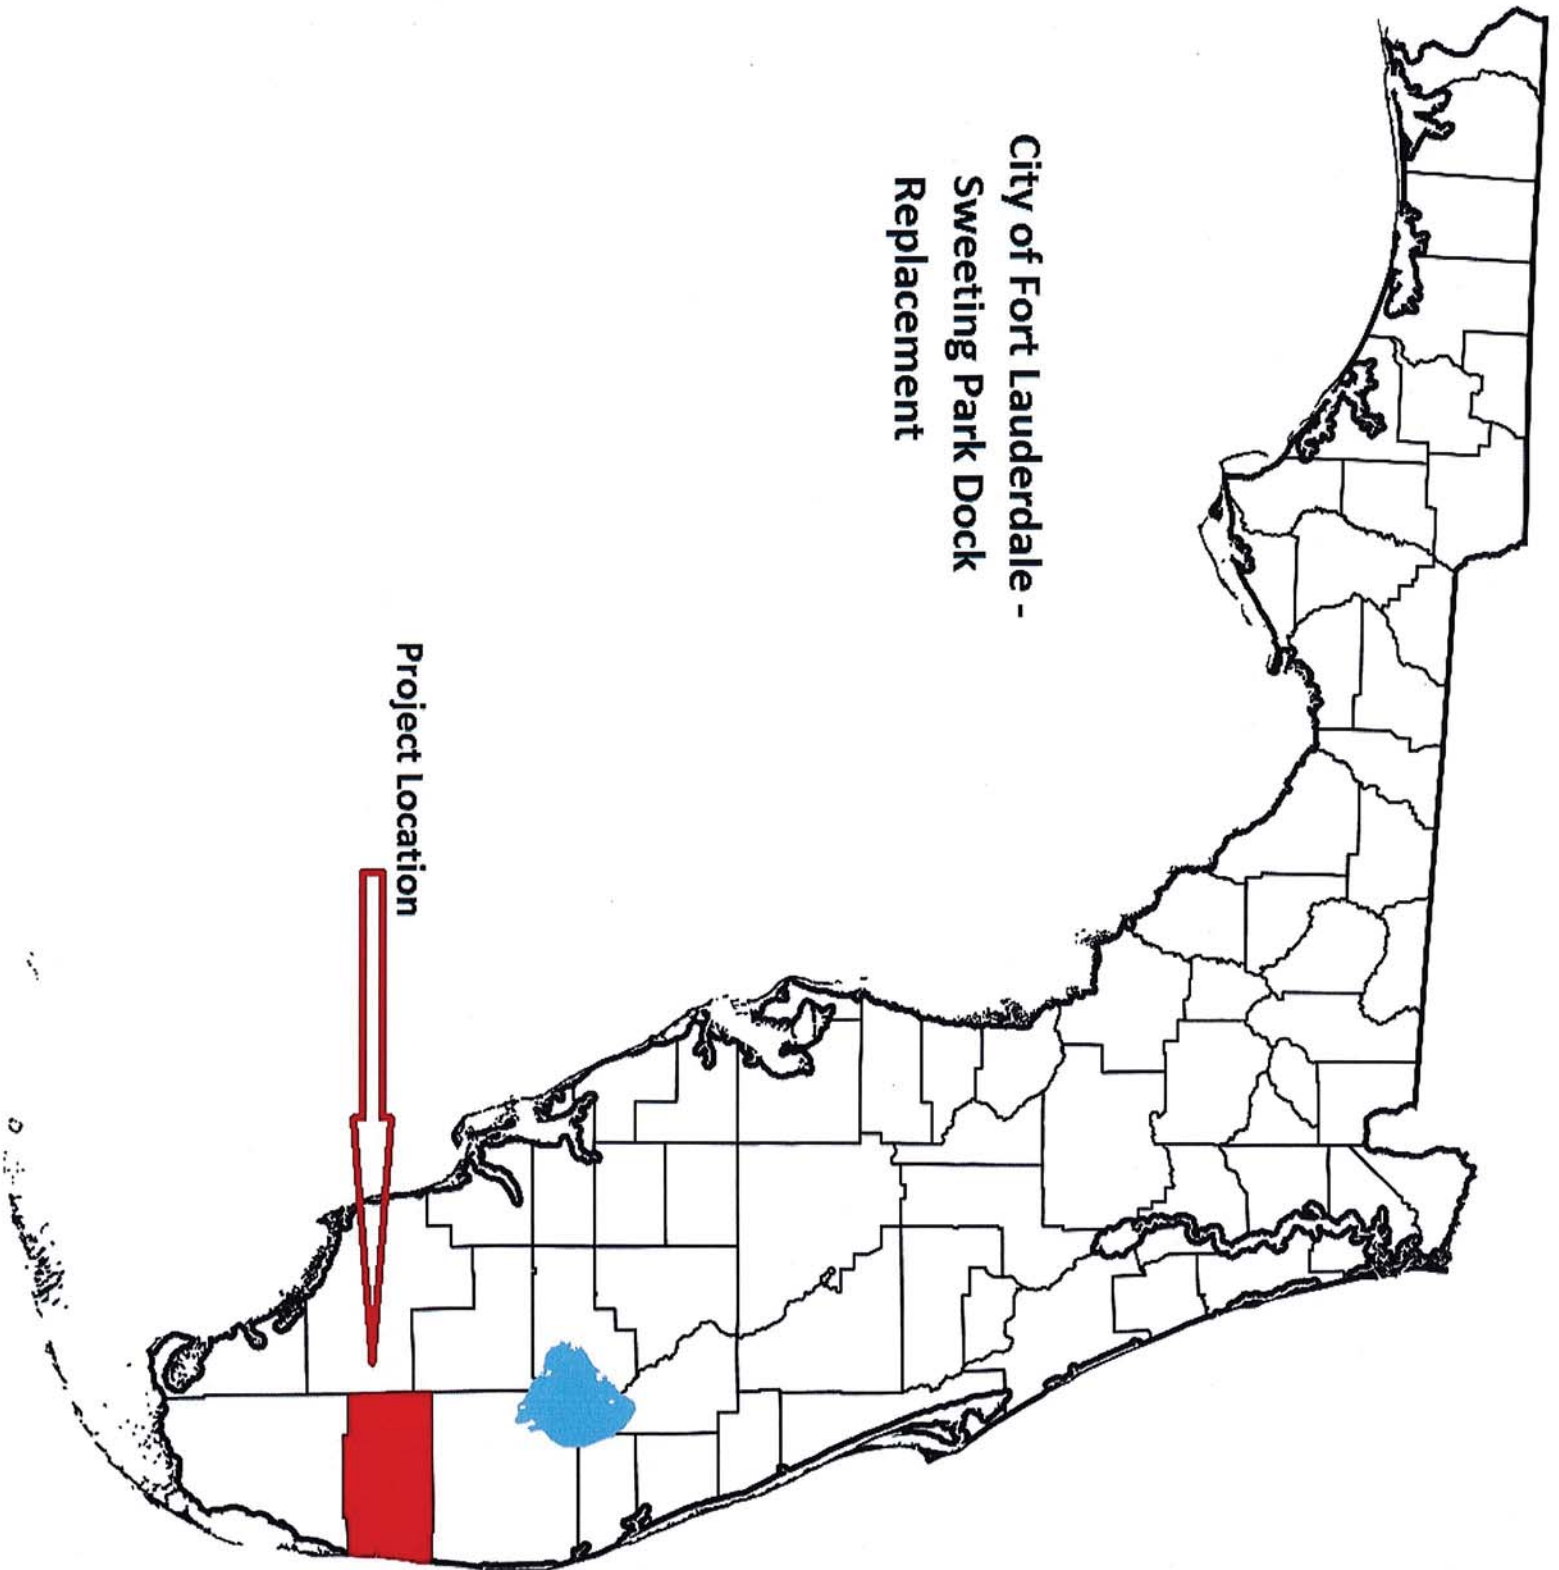 City of Fort Lauderdale -
Sweeting Park Dock
Replacement
Project Location